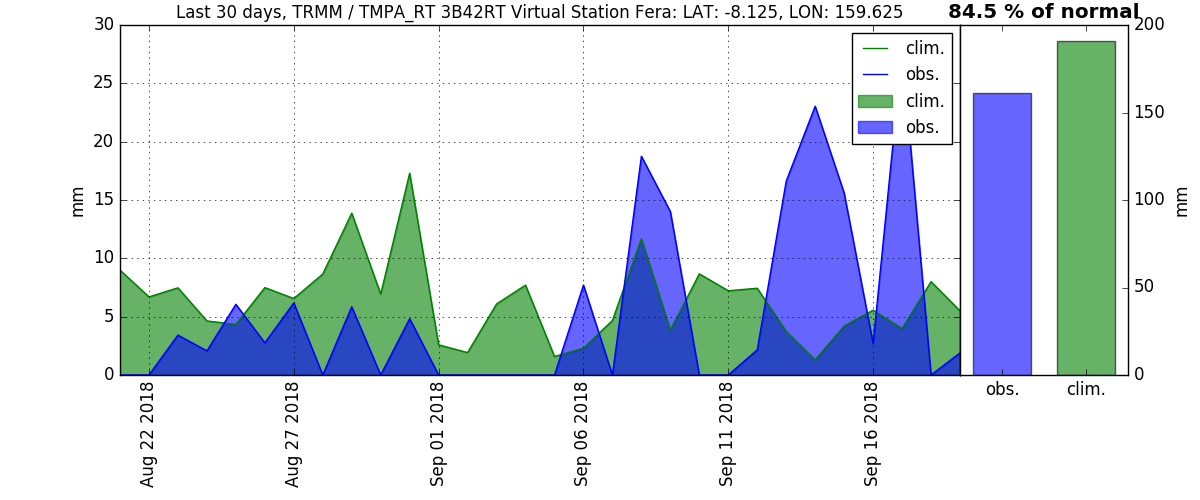 Last 30 days, TRMM / TMPA_RT 3B42RT Virtual Station Fera: LAT: -8.125, LON: 159.625
84.5 % of normal
30
25
20
15
10
5
0
mm
clim.
obs.
clim.
obs.
200
150
100
50
0
mm
obs.
clim.
Aug 22 2018
Aug 27 2018
Sep 01 2018
Sep 06 2018
Sep 11 2018
Sep 16 2018